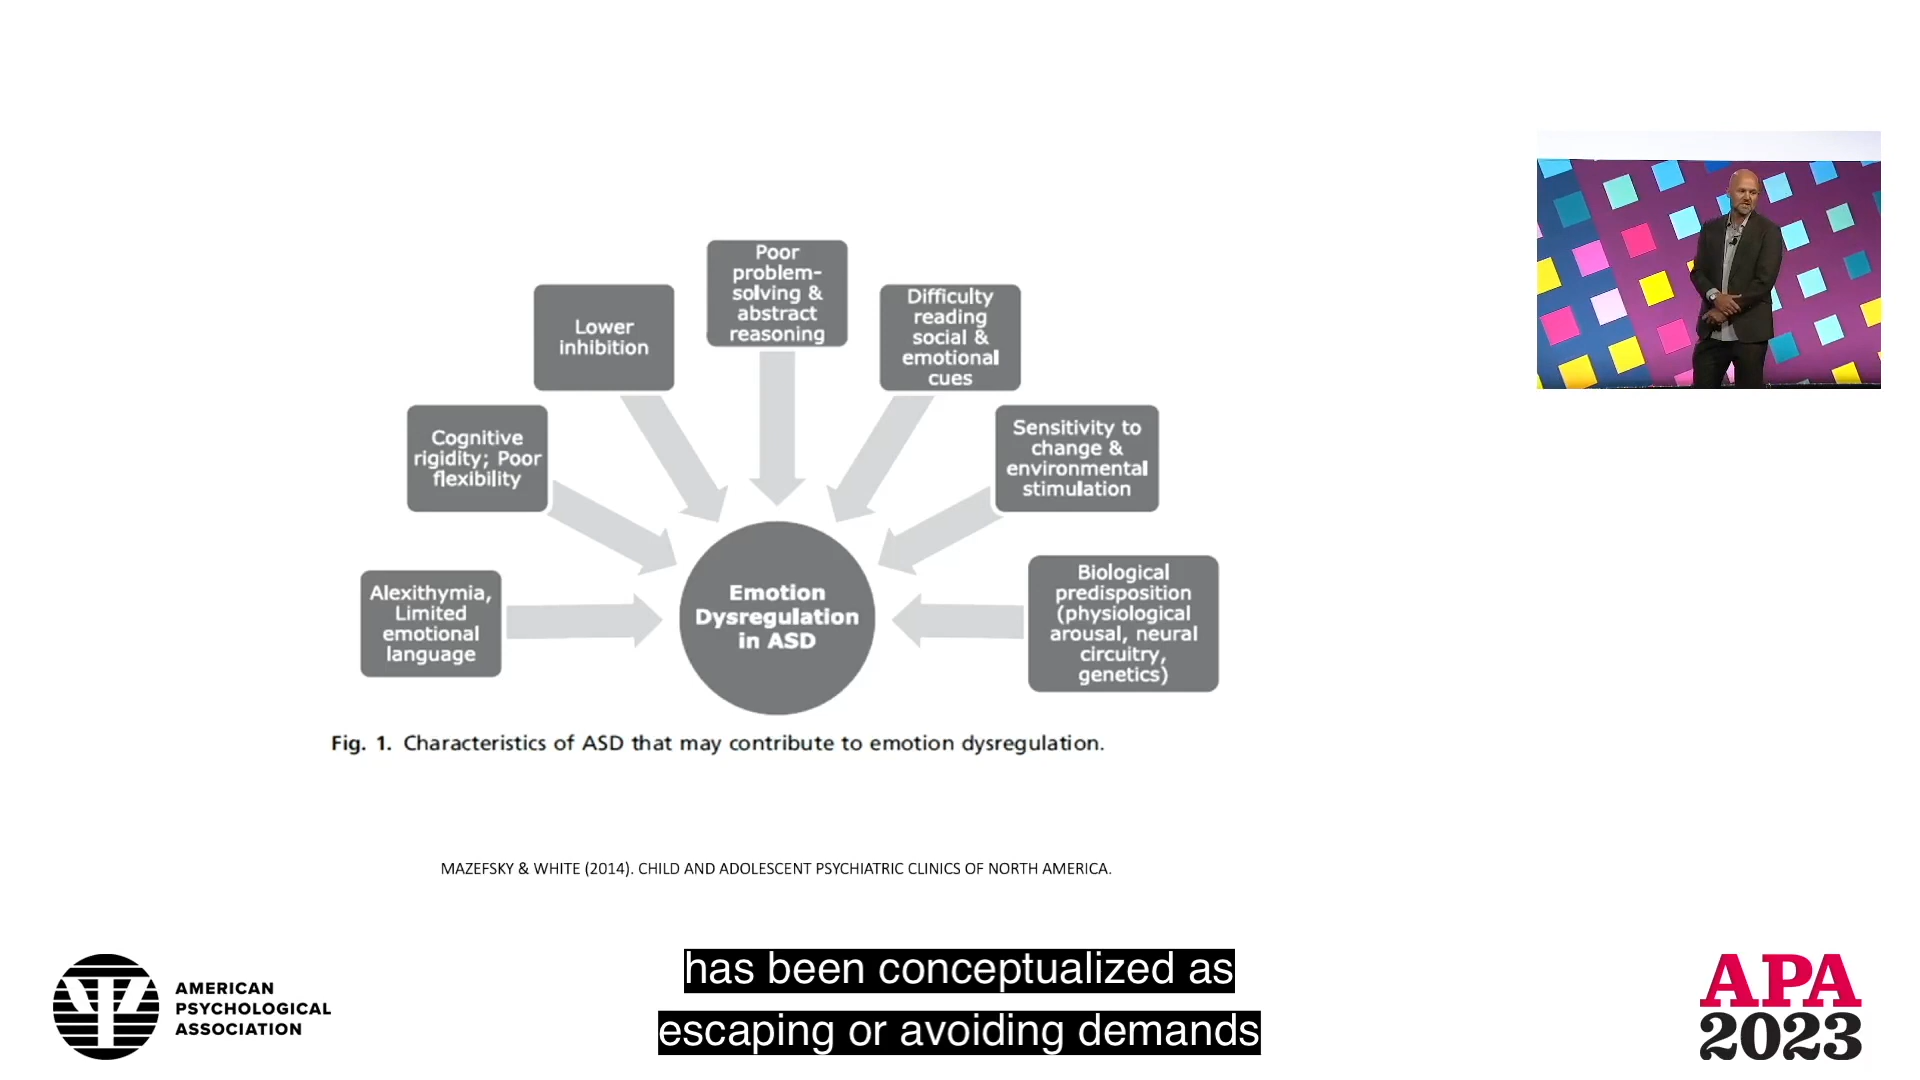 Poor
problem-
solving &
abstract
reasoning
Lower
inhibition
Difficulty
reading
social &
emotional
cues
Cognitive
rigidity; Poor
flexibility
Sensitivity to
change &
environmental
stimulation
Alexithymia,
Limited
emotional
language
Emotion
Dysregulation
in ASD
Biological
predisposition
(physiological
arousal, neural
circuitry,
genetics)
Fig. 1. Characteristics of ASD that may contribute to emotion dysregulation.
MAZEFSKY & WHITE (2014). CHILD AND ADOLESCENT PSYCHIATRIC CLINICS OF NORTH AMERICA.
has been conceptualized as
escaping or avoiding demands
AMERICAN
PSYCHOLOGICAL
ASSOCIATION
APA
2023